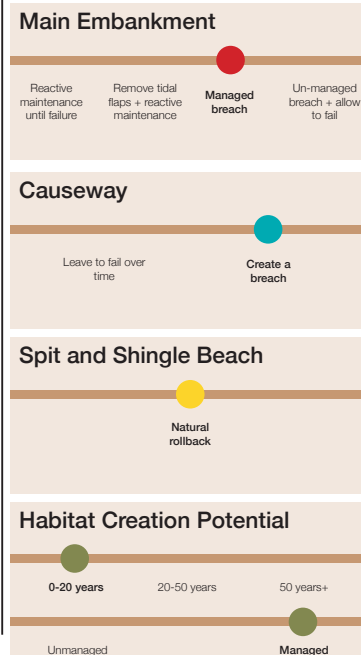 Main Embankment
Reactive
maintenance
until failure
Remove tidal
flaps + reactive
maintenance
Managed
breach
Un-managed
breach + allow
to fail
Causeway
Leave to fail over
time
Create a
breach
Spit and Shingle Beach
Natural
rollback
Habitat Creation Potential
0-20 years
20-50 years
50 years+
Unmanaged
Managed